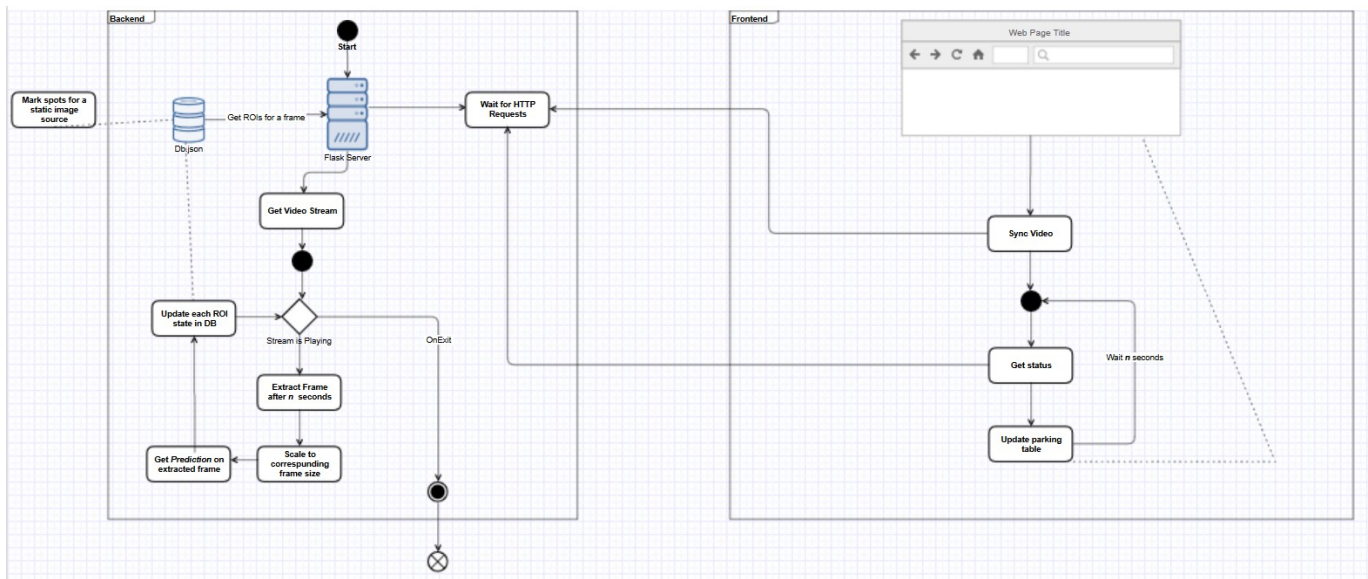 Backend
Start
Mark spots for a
static image
source
Db.json
Get ROIs for a frame
Flask Server
Wait for HTTP
Requests
Get Video Stream
Update each ROI
state in DB
Stream is Playing
OnExit
Extract Frame
after n seconds
Get Prediction on
extracted frame
Scale to
correspunding
frame size
Frontend
Web Page Title
Sync Video
Get status
Wait n seconds
Update parking
table